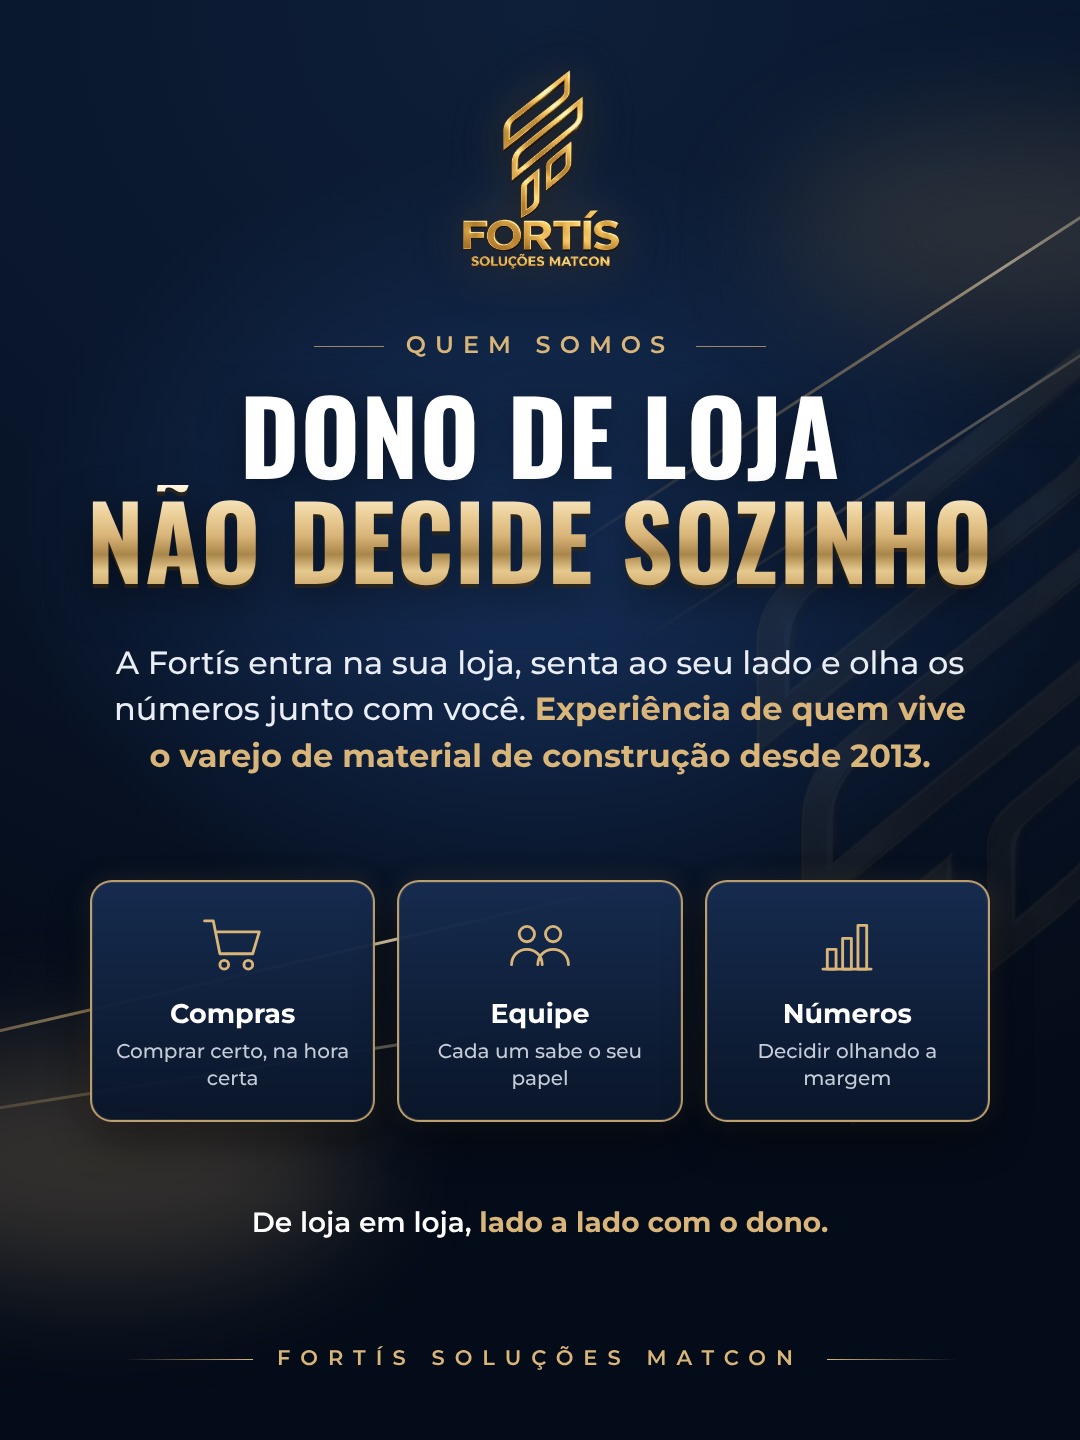 FORTÍS
SOLUÇÕES MATCON
QUEM SOMOS
DONO DE LOJA
NÃO DECIDE SOZINHO
A Fortís entra na sua loja, senta ao seu lado e olha os
números junto com você. Experiência de quem vive
o varejo de material de construção desde 2013.
Compras
Comprar certo, na hora
certa
Equipe
Cada um sabe o seu
papel
Números
Decidir olhando a
margem
De loja em loja, lado a lado com o dono.
FORTÍS SOLUÇÕES MATCON